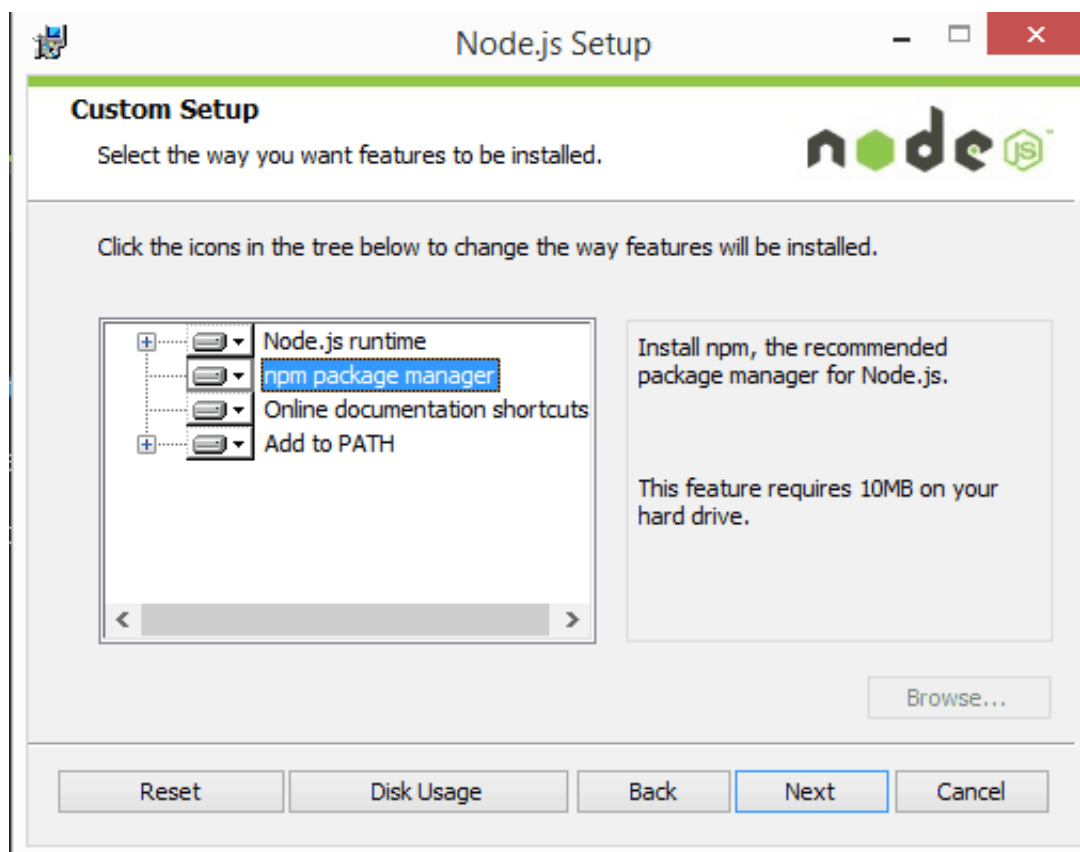 Node.js Setup
Custom Setup
Select the way you want features to be installed.
node JS ™
Click the icons in the tree below to change the way features will be installed.
Node.js runtime
npm package manager
Online documentation shortcuts
Add to PATH
Install npm, the recommended
package manager for Node.js.
This feature requires 10MB on your
hard drive.
Browse...
Reset
Disk Usage
Back
Next
Cancel